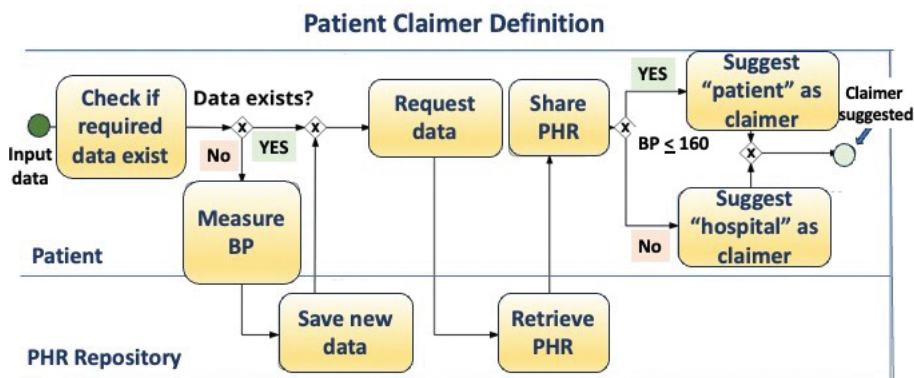 Patient Claimer Definition
Input
data
Check if
required
data exist
Data exists?
X
YES
No
X
Measure
BP
Save new
data
Request
data
Retrieve
PHR
Share
PHR
X
BP ≤ 160
YES
No
Suggest
“patient” as
claimer
Suggest
“hospital” as
claimer
X
Claimer
suggested
Patient
PHR Repository